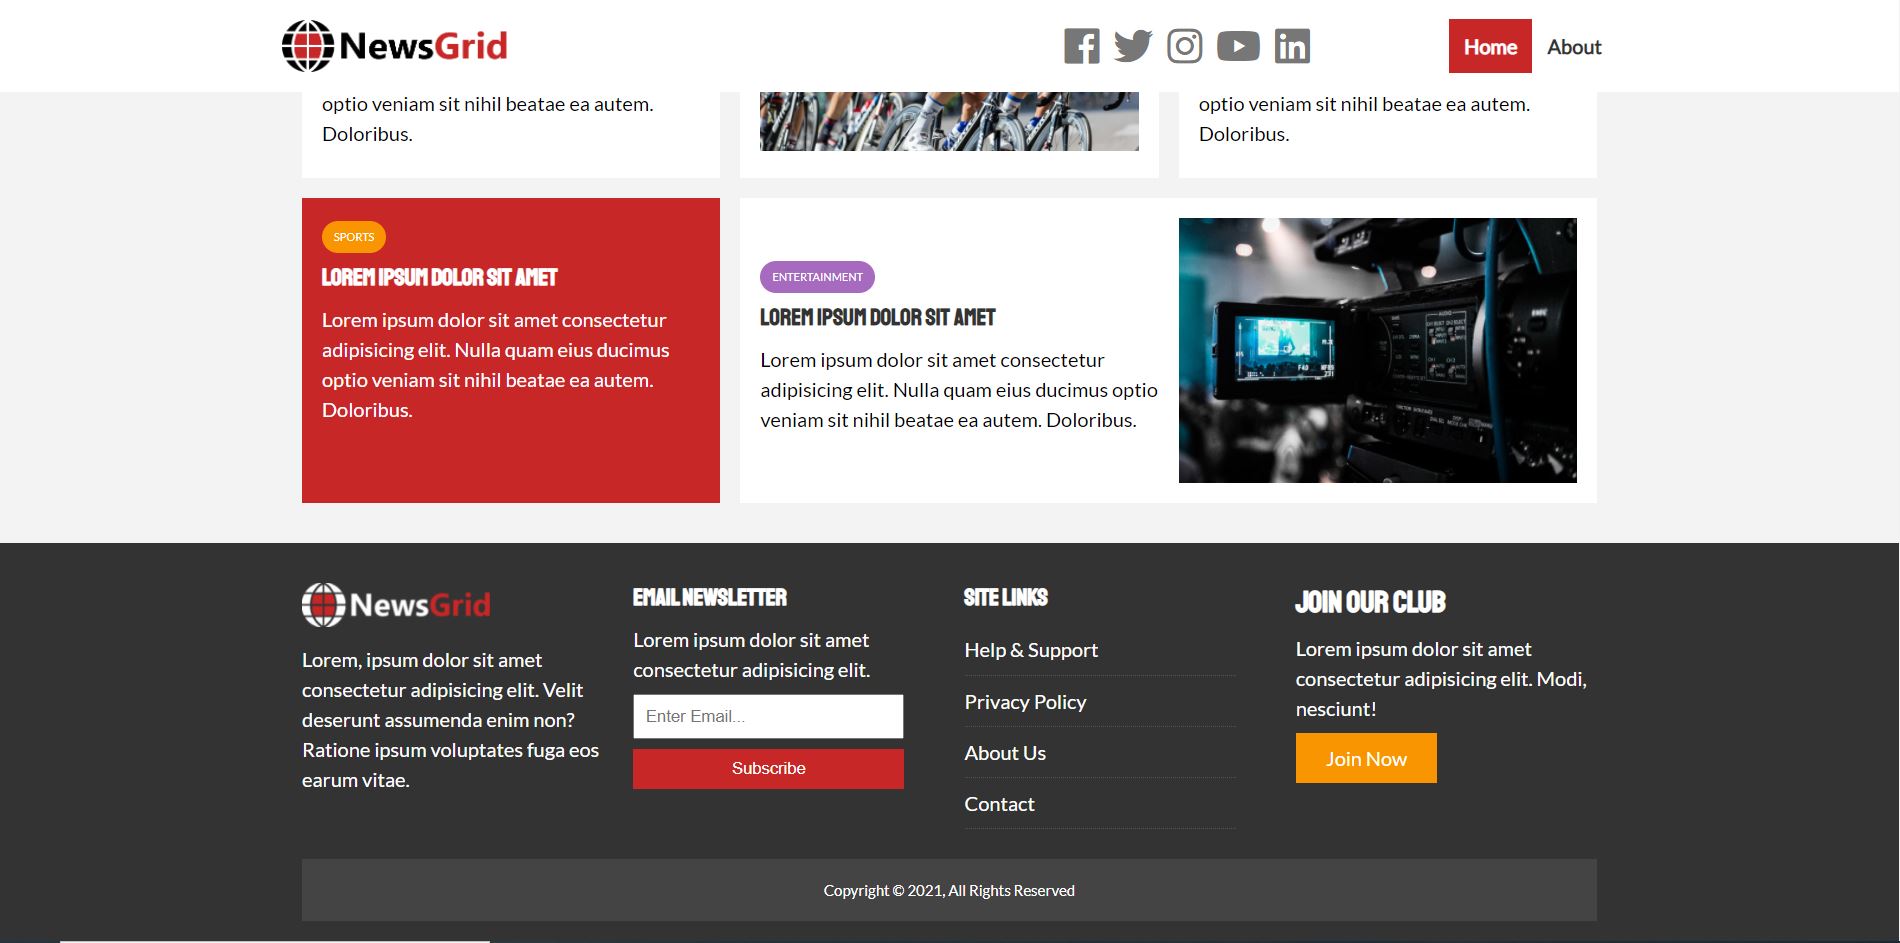 NewsGrid
Home
About
optio veniam sit nihil beatae ea autem.
Doloribus.
optio veniam sit nihil beatae ea autem.
Doloribus.
SPORTS
LOREM IPSUM DOLOR SIT AMET
Lorem ipsum dolor sit amet consectetur
adipisicing elit. Nulla quam eius ducimus
optio veniam sit nihil beatae ea autem.
Doloribus.
ENTERTAINMENT
LOREM IPSUM DOLOR SIT AMET
Lorem ipsum dolor sit amet consectetur
adipisicing elit. Nulla quam eius ducimus optio
veniam sit nihil beatae ea autem. Doloribus.
NewsGrid
Lorem, ipsum dolor sit amet
consectetur adipisicing elit. Velit
deserunt assumenda enim non?
Ratione ipsum voluptates fuga eos
earum vitae.
EMAIL NEWSLETTER
Lorem ipsum dolor sit amet
consectetur adipisicing elit.
Enter Email...
Subscribe
SITE LINKS
Help & Support
Privacy Policy
About Us
Contact
JOIN OUR CLUB
Lorem ipsum dolor sit amet
consectetur adipisicing elit. Modi,
nesciunt!
Join Now
Copyright © 2021, All Rights Reserved